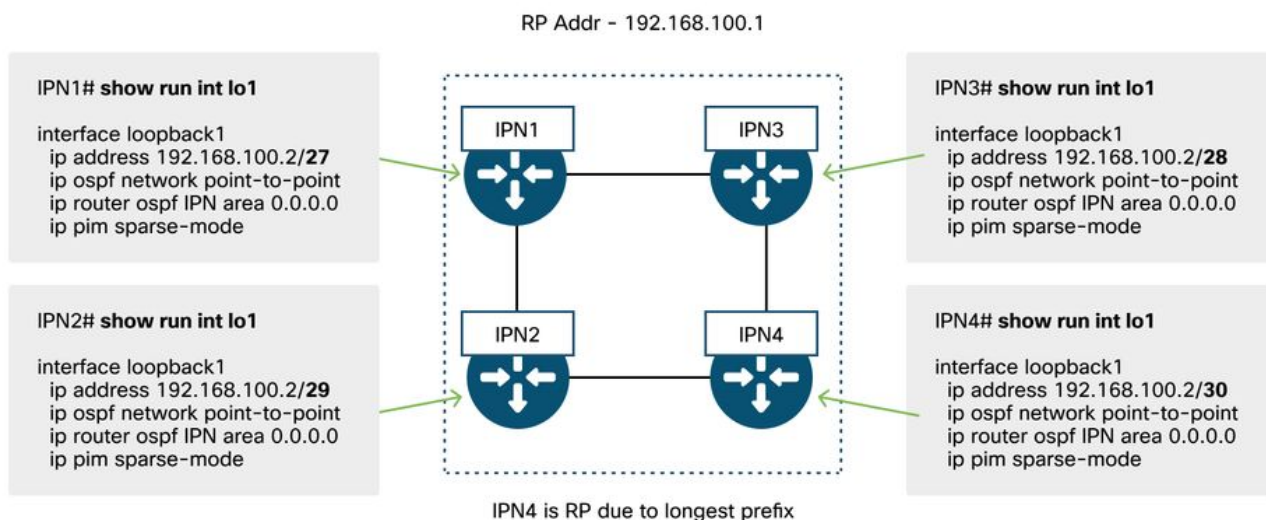 RP Addr - 192.168.100.1
IPN1# show run int lo1
interface loopback1
ip address 192.168.100.2/27
ip ospf network point-to-point
ip router ospf IPN area 0.0.0.0
ip pim sparse-mode
IPN2# show run int lo1
interface loopback1
ip address 192.168.100.2/29
ip ospf network point-to-point
ip router ospf IPN area 0.0.0.0
ip pim sparse-mode
IPN1
IPN3
IPN2
IPN4
IPN3# show run int lo1
interface loopback1
ip address 192.168.100.2/28
ip ospf network point-to-point
ip router ospf IPN area 0.0.0.0
ip pim sparse-mode
IPN4# show run int lo1
interface loopback1
ip address 192.168.100.2/30
ip ospf network point-to-point
ip router ospf IPN area 0.0.0.0
ip pim sparse-mode
IPN4 is RP due to longest prefix